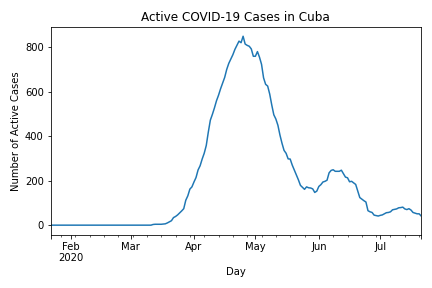 Active COVID-19 Cases in Cuba
Number of Active Cases
800
600
400
200
0
Feb Mar Apr May Jun Jul
2020
Day